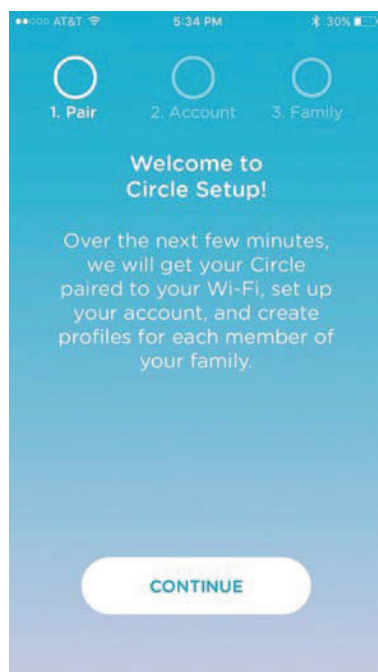 AT&T 5:34 PM 30%
1. Pair 2. Account 3. Family
Welcome to
Circle Setup!
Over the next few minutes,
we will get your Circle
paired to your Wi-Fi, set up
your account, and create
profiles for each member of
your family.
CONTINUE